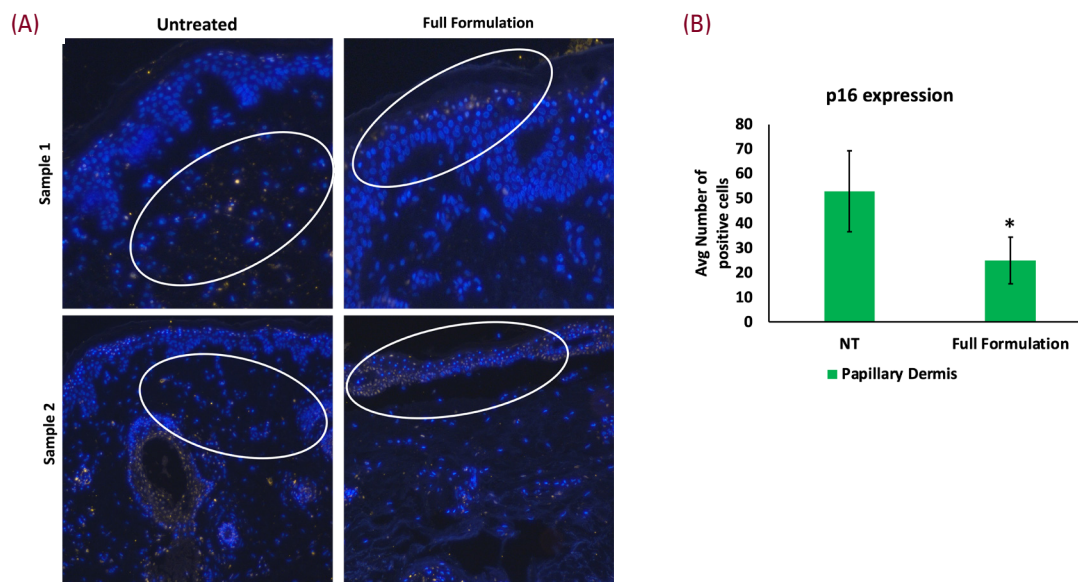 (A)
Untreated
Full Formulation
Sample 1
Sample 2
(B)
p16 expression
Avg Number of
positive cells
80
70
60
50
40
30
20
10
0
*
NT
Full Formulation
Papillary Dermis